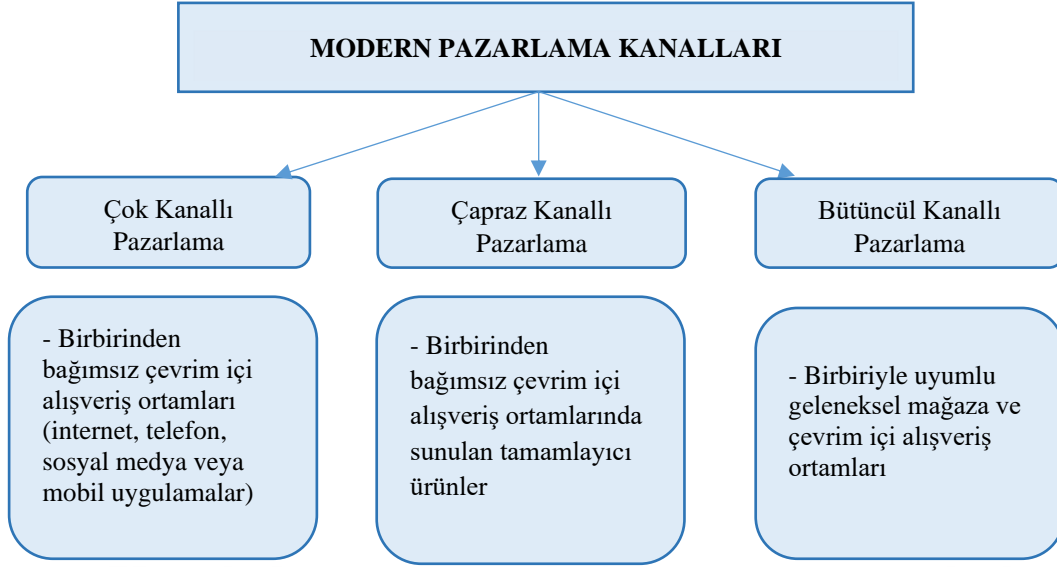 MODERN PAZARLAMA KANALLARI
Çok Kanallı
Pazarlama
Çapraz Kanallı
Pazarlama
Bütüncül Kanallı
Pazarlama
- Birbirinden
bağımsız çevrim içi
alışveriş ortamları
(internet, telefon,
sosyal medya veya
mobil uygulamalar)
- Birbirinden
bağımsız çevrim içi
alışveriş ortamlarında
sunulan tamamlayıcı
ürünler
- Birbiriyle uyumlu
geleneksel mağaza ve
çevrim içi alışveriş
ortamları